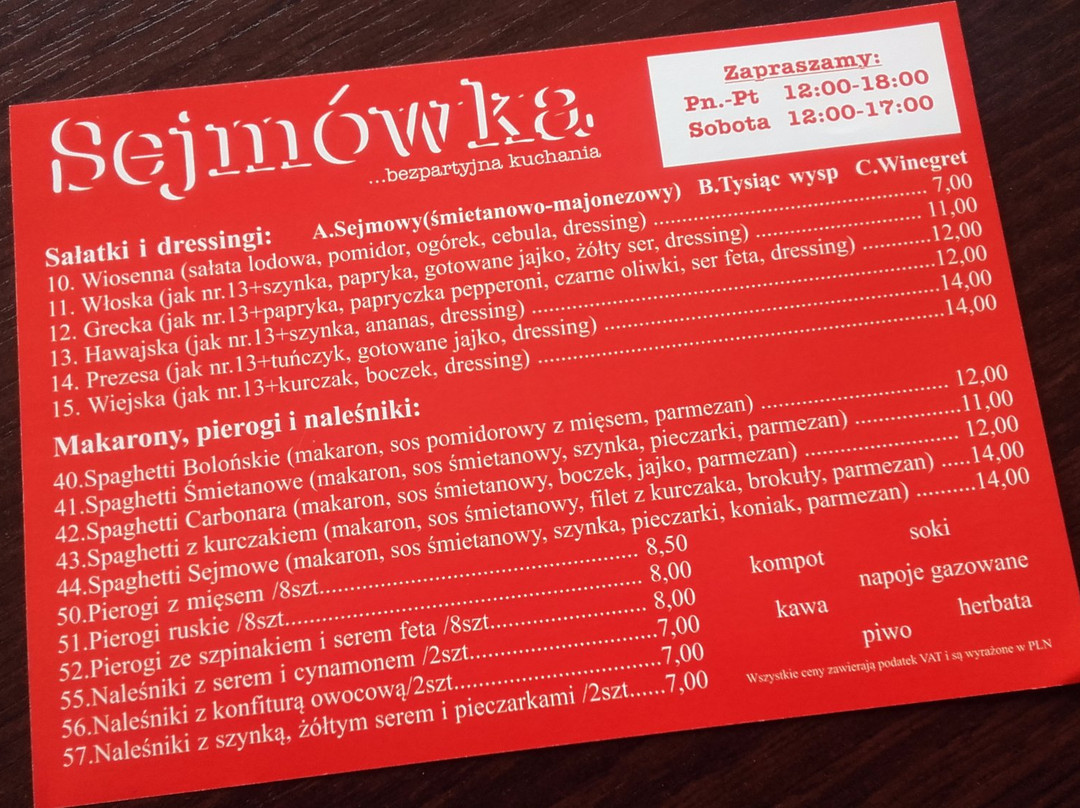 Sejmówka
...bezpartyjna kuchania
Zapraszamy:
Pn.-Pt 12:00-18:00
Sobota 12:00-17:00
Sałatki i dressingi: A.Sejmowy(śmietanowo-majonezowy) B.Tysiąc wysp C.Winegret
10. Wiosenna (sałata lodowa, pomidor, ogórek, cebula, dressing) ........ 7,00
11. Włoska (jak nr.13+szynka, papryka, gotowane jajko, żółty ser, dressing) ........ 11,00
12. Grecka (jak nr.13+papryka, papryczka pepperoni, czarne oliwki, ser feta, dressing) ........ 12,00
13. Hawajska (jak nr.13+szynka, ananas, dressing) ........ 12,00
14. Prezesa (jak nr.13+tuńczyk, gotowane jajko, dressing) ........ 14,00
15. Wiejska (jak nr.13+kurczak, boczek, dressing) ........ 14,00
Makarony, pierogi i naleśniki:
40.Spaghetti Bolońskie (makaron, sos pomidorowy z mięsem, parmezan) ........ 12,00
41.Spaghetti Śmietanowe (makaron, sos śmietanowy, szynka, pieczarki, parmezan) ........ 11,00
42.Spaghetti Carbonara (makaron, sos śmietanowy, boczek, jajko, parmezan) ........ 12,00
43.Spaghetti z kurczakiem (makaron, sos śmietanowy, filet z kurczaka, brokuły, parmezan) .....14,00
44.Spaghetti Sejmowe (makaron, sos śmietanowy, szynka, pieczarki, koniak, parmezan) ..........14,00
50.Pierogi z mięsem /8szt........ 8,50
51.Pierogi ruskie /8szt........ 8,00
52.Pierogi ze szpinakiem i serem feta /8szt........ 8,00
55.Naleśniki z serem i cynamonem /2szt........7,00
56.Naleśniki z konfiturą owocową/2szt........7,00
57.Naleśniki z szynką, żółtym serem i pieczarkami /2szt......7,00
soki
kompot
napoje gazowane
kawa
herbata
piwo
Wszystkie ceny zawierają podatek VAT i są wyrażone w PLN